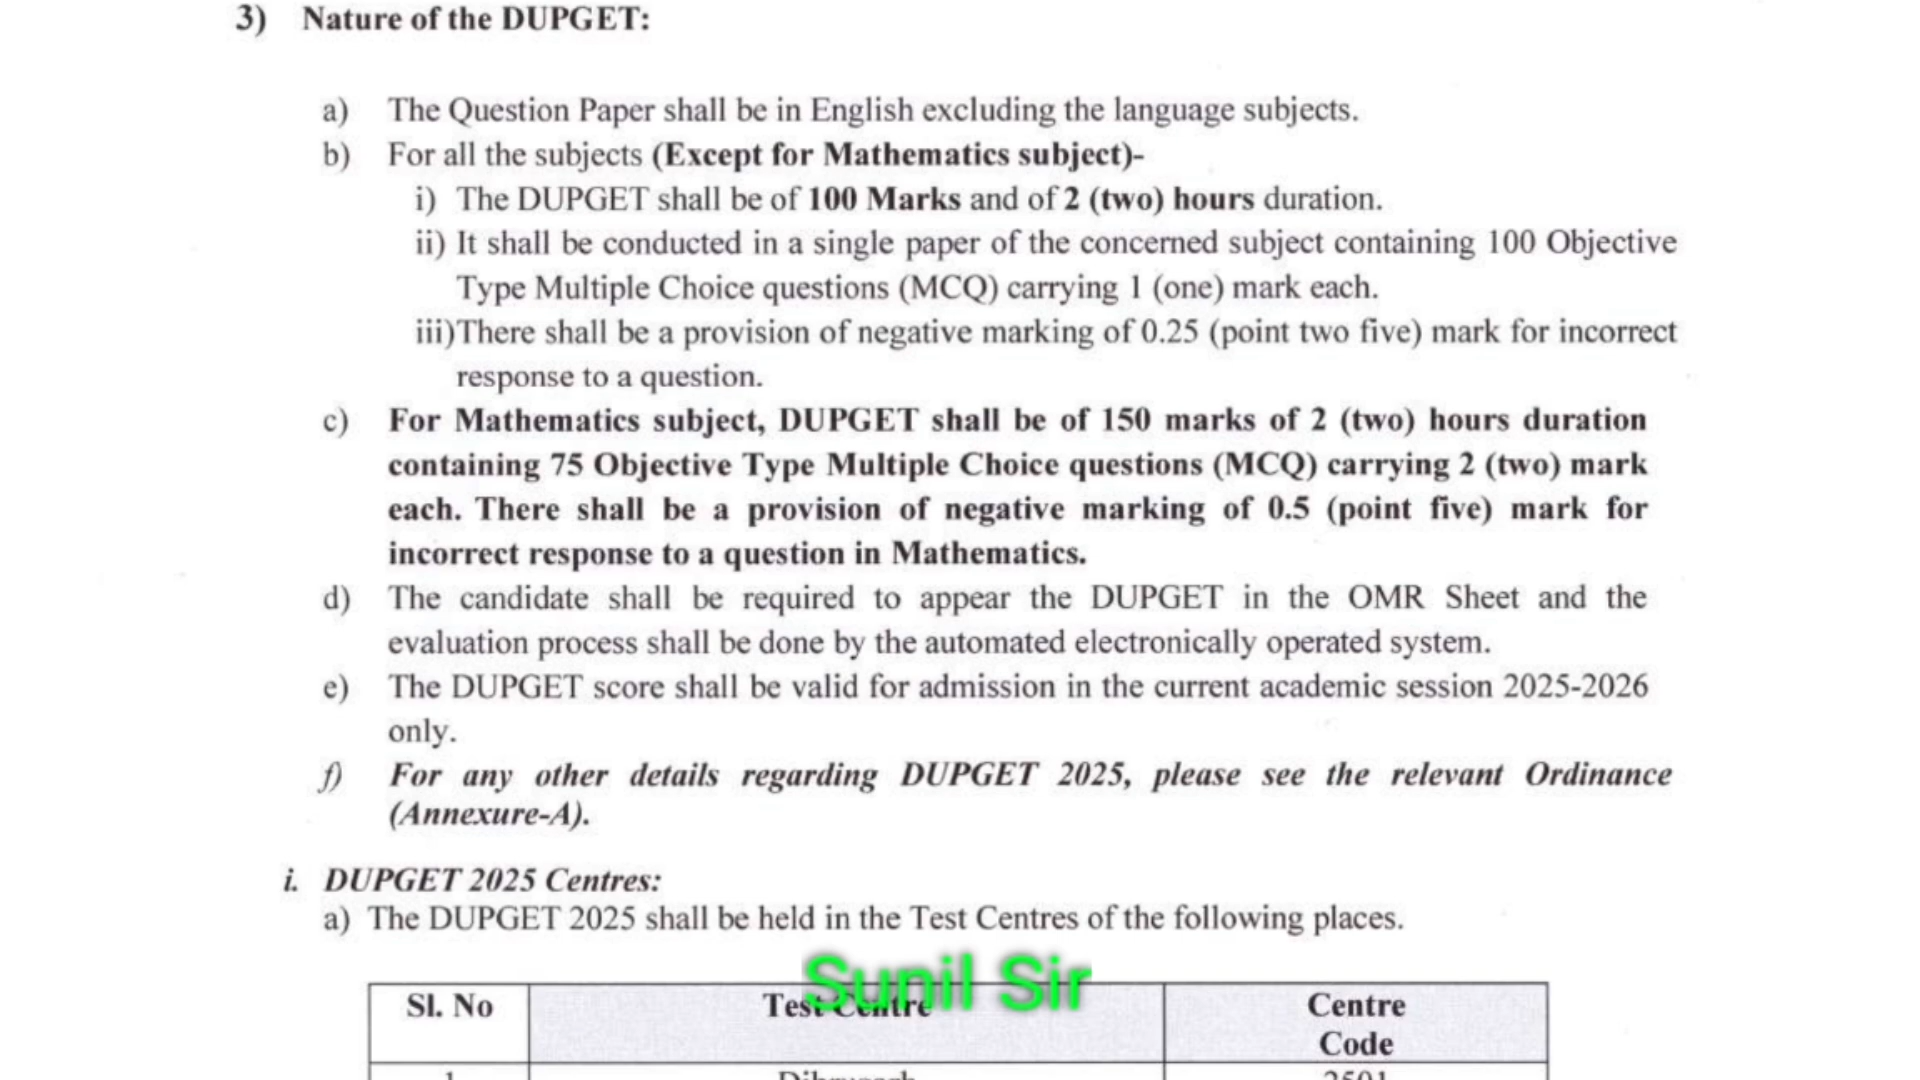 3) Nature of the DUPGET:
a) The Question Paper shall be in English excluding the language subjects.
b) For all the subjects (Except for Mathematics subject)-
i) The DUPGET shall be of 100 Marks and of 2 (two) hours duration.
ii) It shall be conducted in a single paper of the concerned subject containing 100 Objective
Type Multiple Choice questions (MCQ) carrying 1 (one) mark each.
iii)There shall be a provision of negative marking of 0.25 (point two five) mark for incorrect
response to a question.
c) For Mathematics subject, DUPGET shall be of 150 marks of 2 (two) hours duration
containing 75 Objective Type Multiple Choice questions (MCQ) carrying 2 (two) mark
each. There shall be a provision of negative marking of 0.5 (point five) mark for
incorrect response to a question in Mathematics.
d) The candidate shall be required to appear the DUPGET in the OMR Sheet and the
evaluation process shall be done by the automated electronically operated system.
e) The DUPGET score shall be valid for admission in the current academic session 2025-2026
only.
f) For any other details regarding DUPGET 2025, please see the relevant Ordinance
(Annexure-A).
i. DUPGET 2025 Centres:
a) The DUPGET 2025 shall be held in the Test Centres of the following places.
Sunil Sir
Sl. No Test Centre Centre
Code